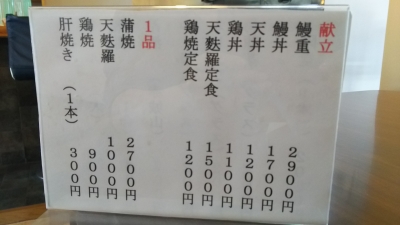 献立
鰻重 2900円
鰻丼 1700円
天丼 1200円
鶏丼 1100円
天麩羅定食 1500円
鶏焼定食 1200円
1品
蒲焼 2700円
天麩羅 1000円
鶏焼 900円
肝焼き(1本) 300円